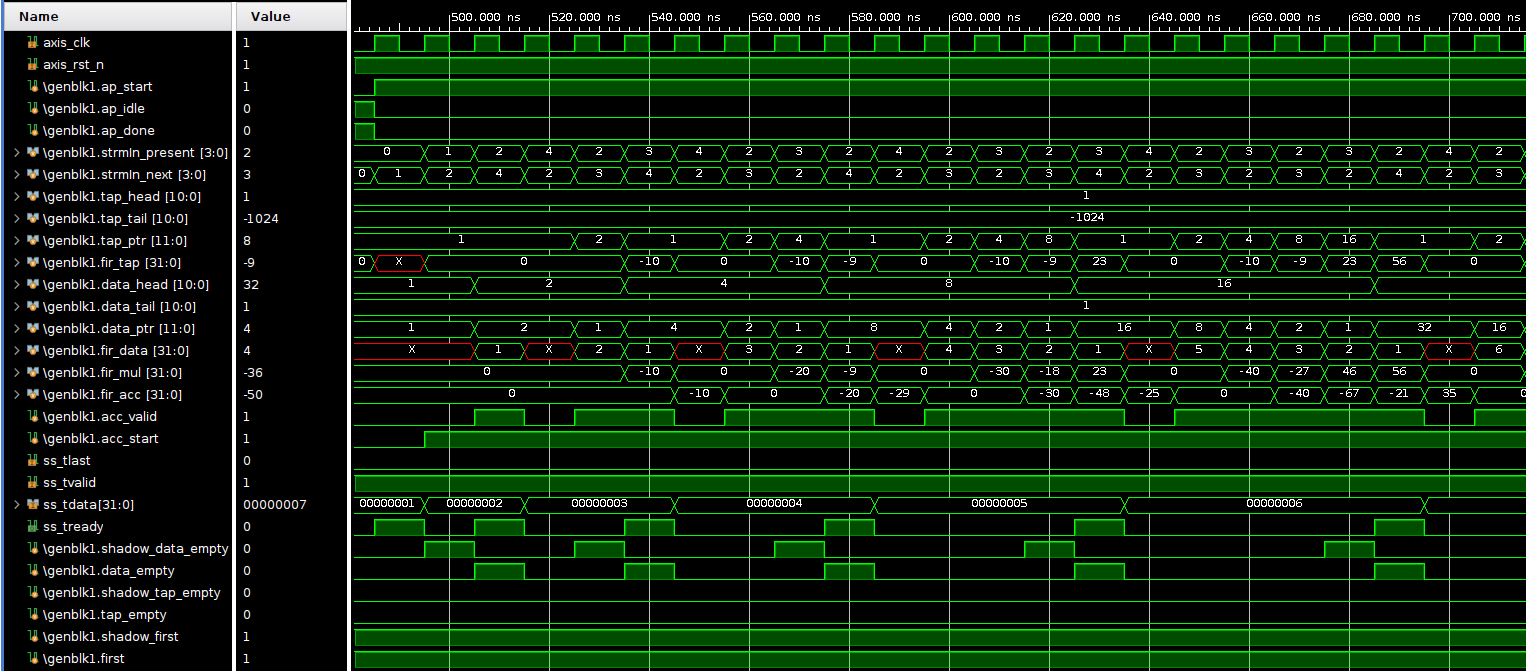 Name Value 500.000 ns 520.000 ns 540.000 ns 560.000 ns 580.000 ns 600.000 ns 620.000 ns 640.000 ns 660.000 ns 680.000 ns 700.000 ns
axis_clk 1
axis_rst_n 1
\genblk1.ap_start 1
\genblk1.ap_idle 0
\genblk1.ap_done 0
\genblk1.strmIn_present [3:0] 2 0 1 2 4 2 3 4 2 3 2 4 2 3 2 3 4 2 3 2 3 2 4 2
\genblk1.strmIn_next [3:0] 3 0 1 2 4 2 3 4 2 3 2 4 2 3 2 3 4 2 3 2 3 2 4 2 3
\genblk1.tap_head [10:0] 1 1
\genblk1.tap_tail [10:0] -1024 -1024
\genblk1.tap_ptr [11:0] 8 1 2 1 2 4 1 2 4 8 1 2 4 8 16 1 2
\genblk1.fir_tap [31:0] -9 0 X 0 -10 0 -10 -9 0 -10 -9 23 0 -10 -9 23 56 0
\genblk1.data_head [10:0] 32 1 2 4 8 16
\genblk1.data_tail [10:0] 1 1
\genblk1.data_ptr [11:0] 4 1 2 1 4 2 1 8 4 2 1 16 8 4 2 1 32 16
\genblk1.fir_data [31:0] 4 X 1 X 2 1 X 3 2 1 X 4 3 2 1 X 5 4 3 2 1 X 6
\genblk1.fir_mul [31:0] -36 0 -10 0 -20 -9 0 -30 -18 23 0 -40 -27 46 56 0
\genblk1.fir_acc [31:0] -50 0 -10 0 -20 -29 0 -30 -48 -25 0 -40 -67 -21 35 0
\genblk1.acc_valid 1
\genblk1.acc_start 1
ss_tlast 0
ss_tvalid 1
ss_tdata[31:0] 00000007 00000001 00000002 00000003 00000004 00000005 00000006
ss_tready 0
\genblk1.shadow_data_empty 0
\genblk1.data_empty 0
\genblk1.shadow_tap_empty 0
\genblk1.tap_empty 0
\genblk1.shadow_first 1
\genblk1.first 1